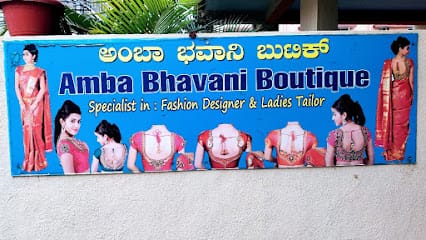 ಅಂಬಾ ಭವಾನಿ ಬುಟಿಕ್
Amba Bhavani Boutique
Specialist in : Fashion Designer & Ladies Tailor